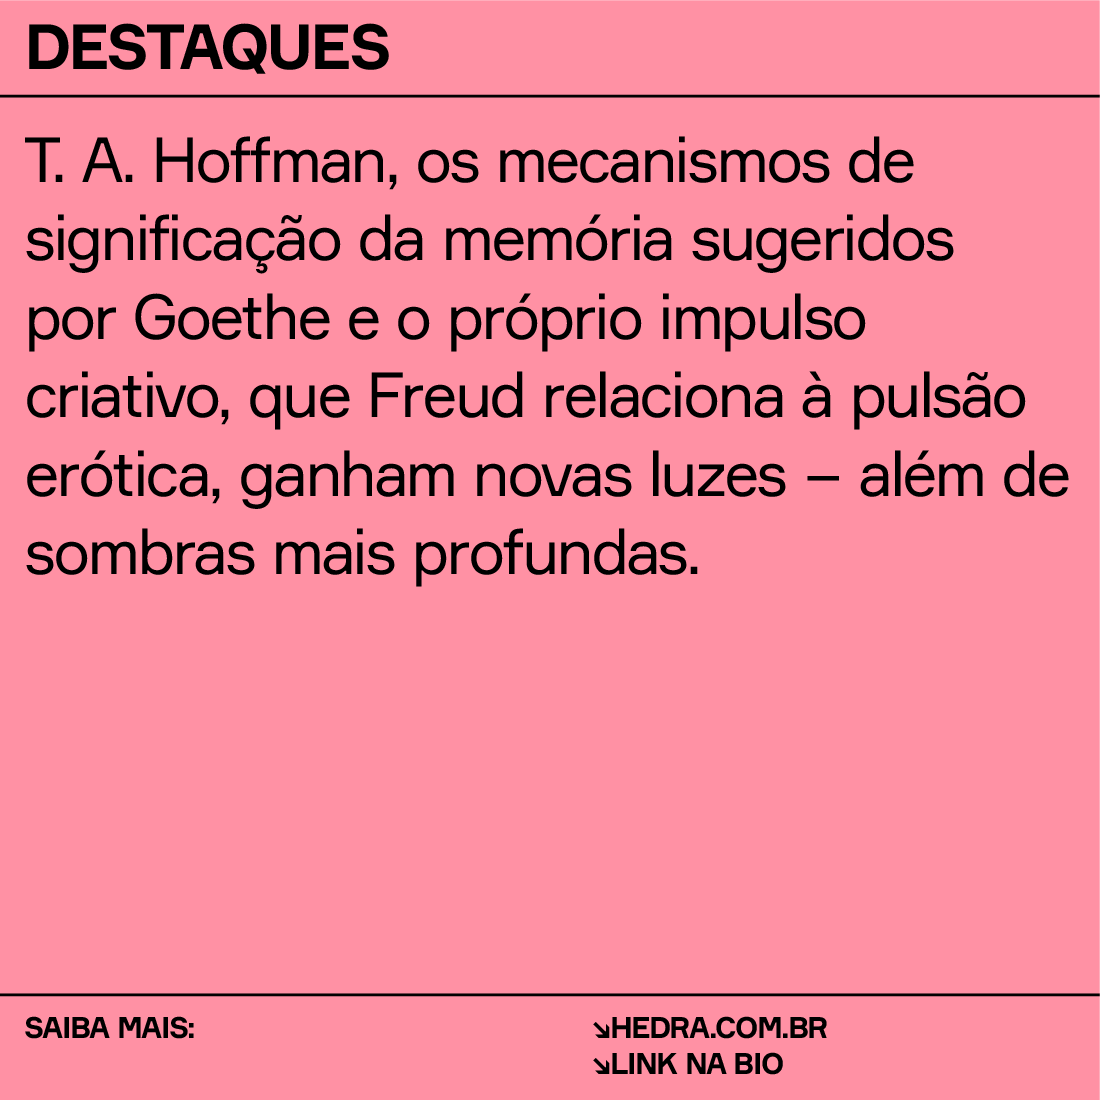 DESTAQUES
T. A. Hoffman, os mecanismos de
significação da memória sugeridos
por Goethe e o próprio impulso
criativo, que Freud relaciona à pulsão
erótica, ganham novas luzes – além de
sombras mais profundas.
SAIBA MAIS:
↘HEDRA.COM.BR
↘LINK NA BIO